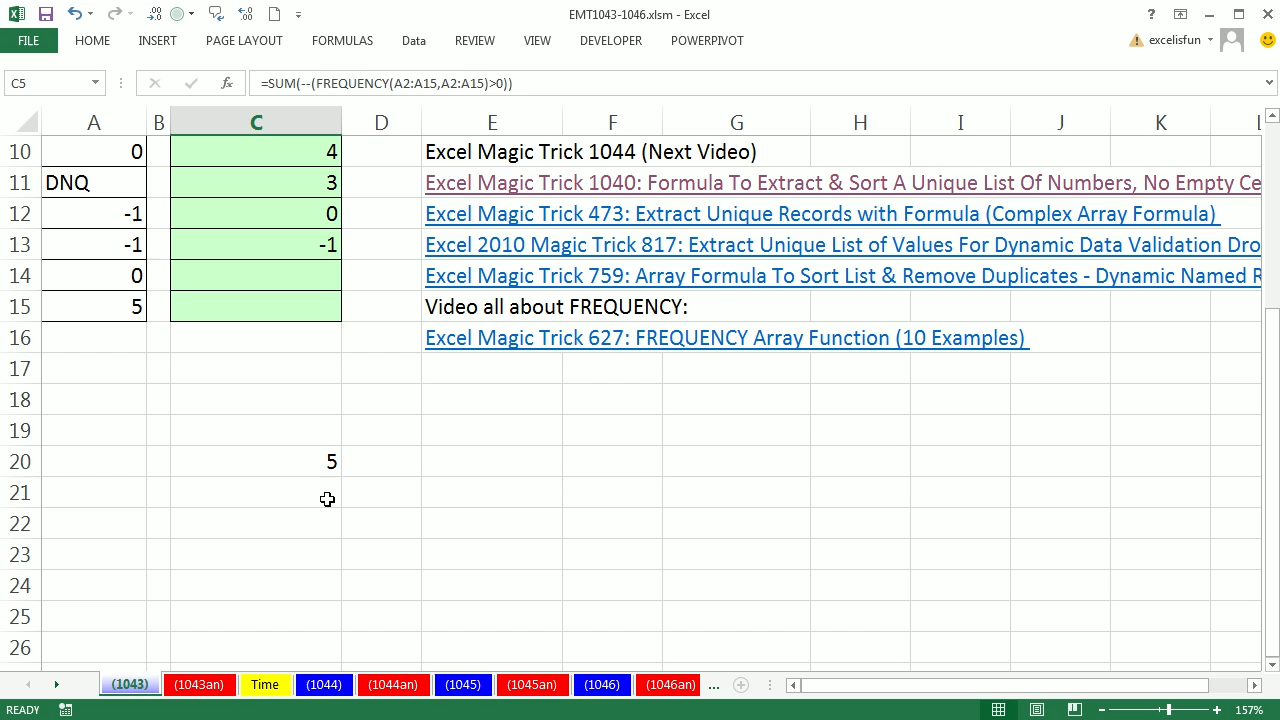 EMT1043-1046.xlsm - Excel
FILE HOME INSERT PAGE LAYOUT FORMULAS Data REVIEW VIEW DEVELOPER POWERPIVOT excelisfun
C5 =SUM(--(FREQUENCY(A2:A15,A2:A15)>0))
A B C D E F G H I J K L
10 0 4 Excel Magic Trick 1044 (Next Video)
11 DNQ 3 Excel Magic Trick 1040: Formula To Extract & Sort A Unique List Of Numbers, No Empty Ce
12 -1 0 Excel Magic Trick 473: Extract Unique Records with Formula (Complex Array Formula)
13 -1 -1 Excel 2010 Magic Trick 817: Extract Unique List of Values For Dynamic Data Validation Dro
14 0 Excel Magic Trick 759: Array Formula To Sort List & Remove Duplicates - Dynamic Named R
15 5 Video all about FREQUENCY:
16 Excel Magic Trick 627: FREQUENCY Array Function (10 Examples)
17
18
19
20 5
21
22
23
24
25
26
(1043) (1043an) Time (1044) (1044an) (1045) (1045an) (1046) (1046an) ...
READY 157%